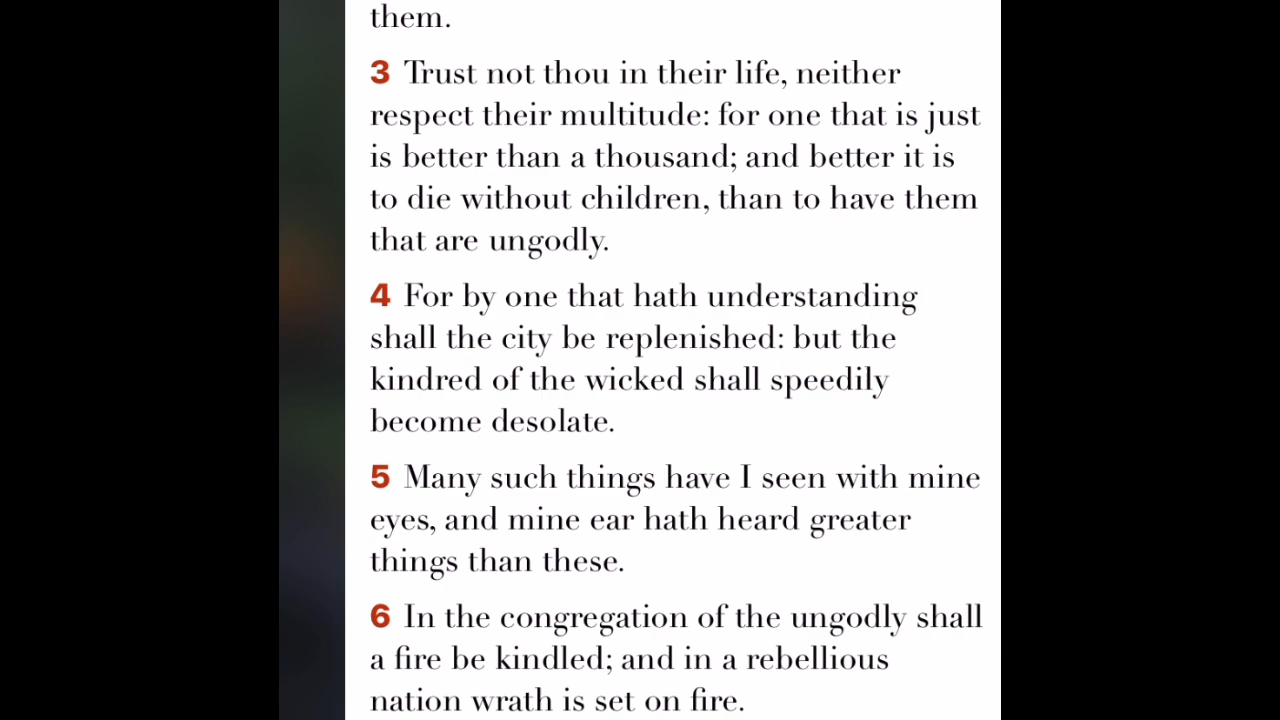 them.
3 Trust not thou in their life, neither
respect their multitude: for one that is just
is better than a thousand; and better it is
to die without children, than to have them
that are ungodly.
4 For by one that hath understanding
shall the city be replenished: but the
kindred of the wicked shall speedily
become desolate.
5 Many such things have I seen with mine
eyes, and mine ear hath heard greater
things than these.
6 In the congregation of the ungodly shall
a fire be kindled; and in a rebellious
nation wrath is set on fire.